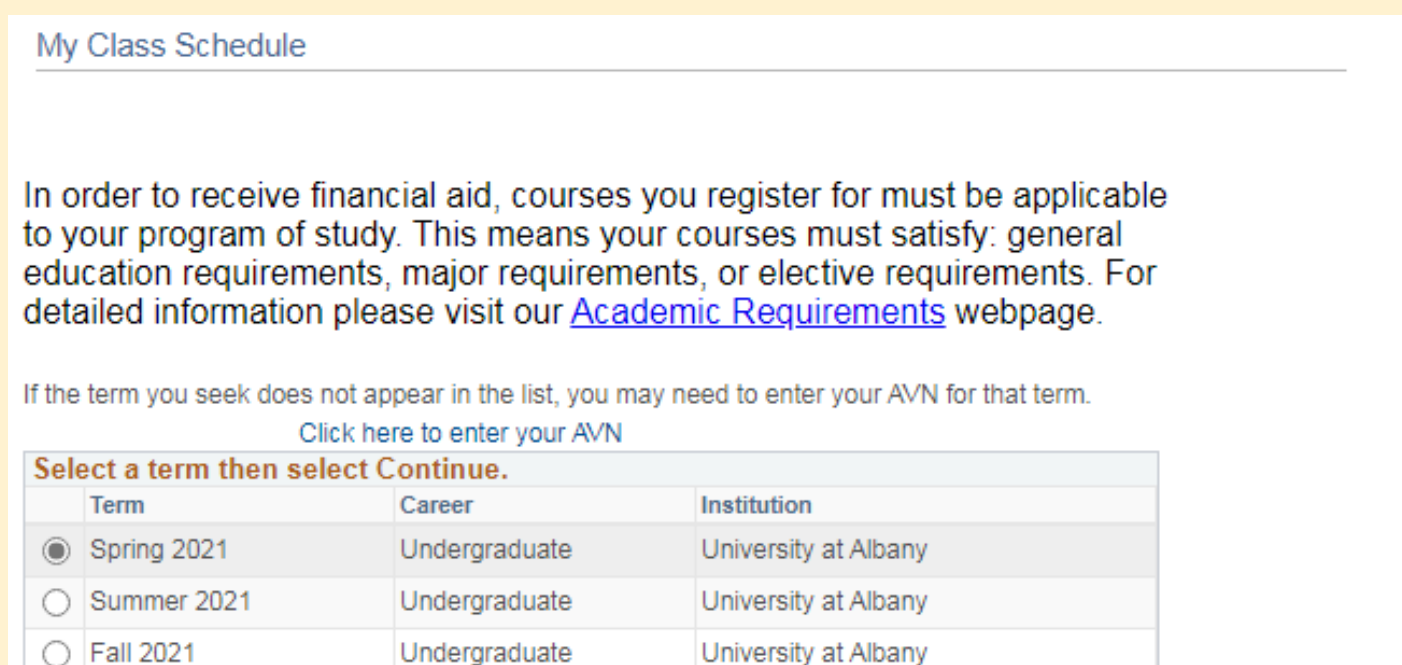 My Class Schedule
In order to receive financial aid, courses you register for must be applicable
to your program of study. This means your courses must satisfy: general
education requirements, major requirements, or elective requirements. For
detailed information please visit our Academic Requirements webpage.
If the term you seek does not appear in the list, you may need to enter your AVN for that term.
Click here to enter your AVN
Select a term then select Continue.
Term Career Institution
Spring 2021 Undergraduate University at Albany
Summer 2021 Undergraduate University at Albany
Fall 2021 Undergraduate University at Albany